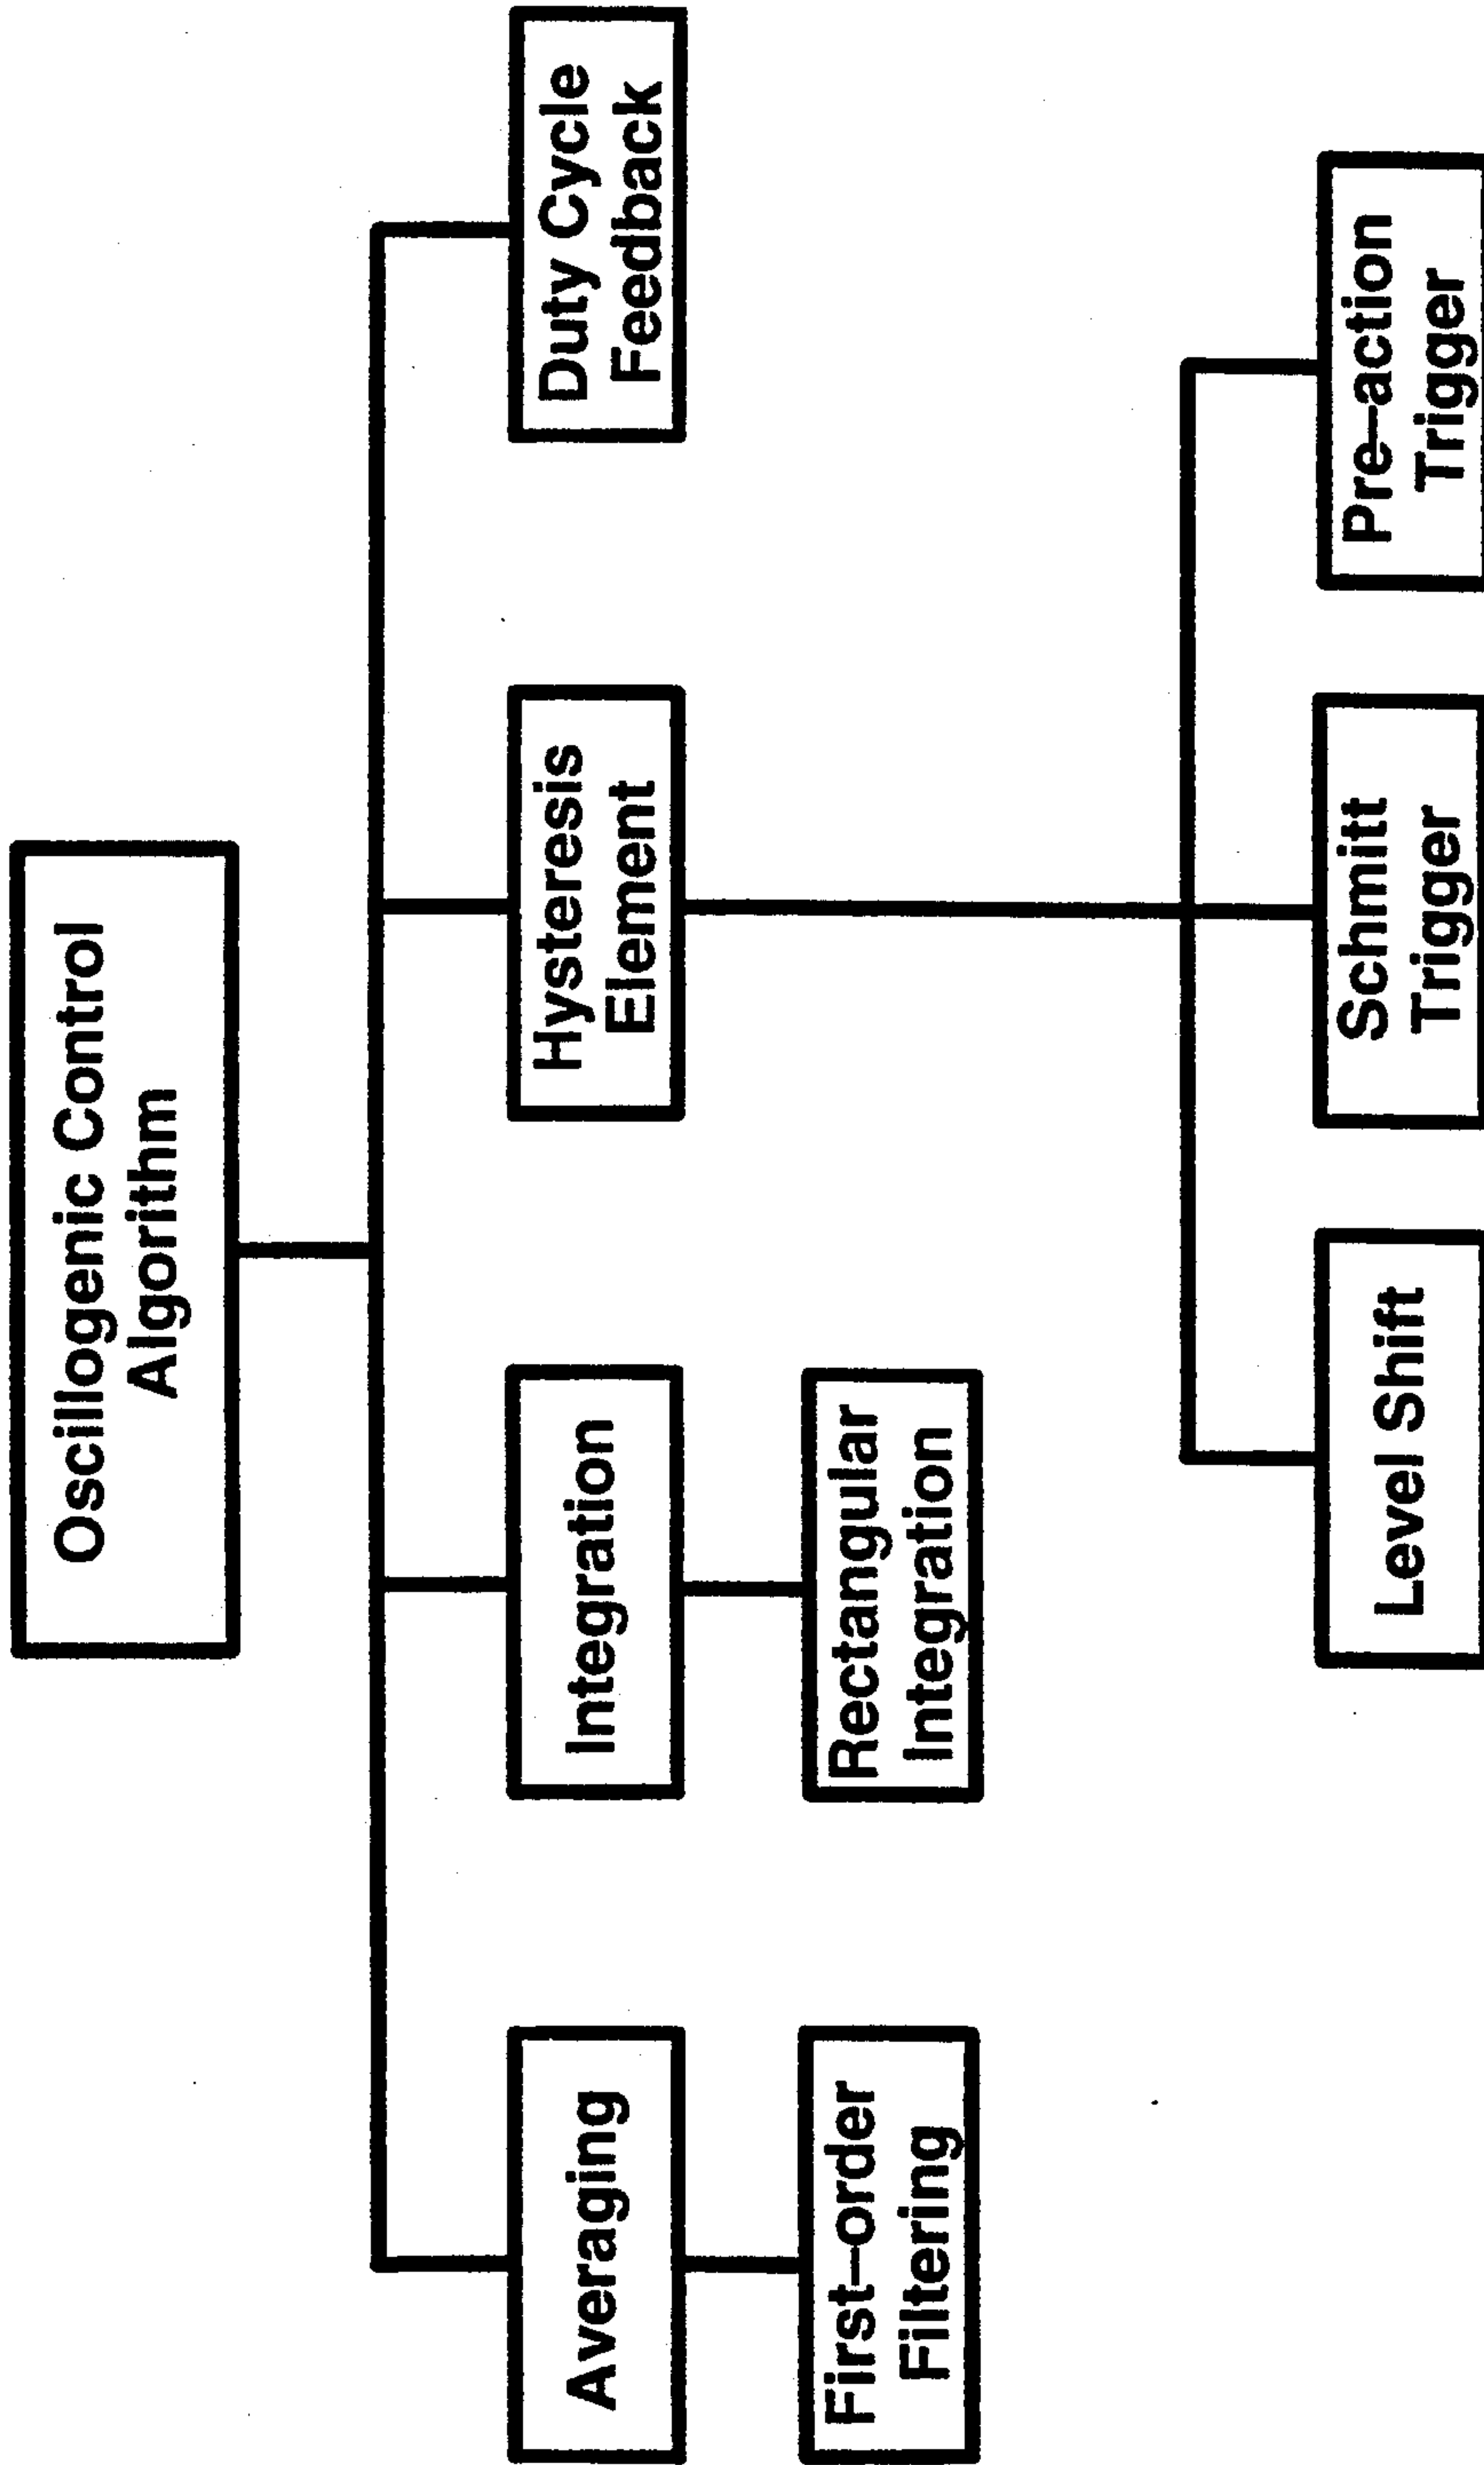 Oscillogenic Control
Algorithm
Averaging
Integration
Hysteresis
Element
Duty Cycle
Feedback
First-order
Filtering
Rectangular
Integration
Level Shift
Schmitt
Trigger
Pre-action
Trigger